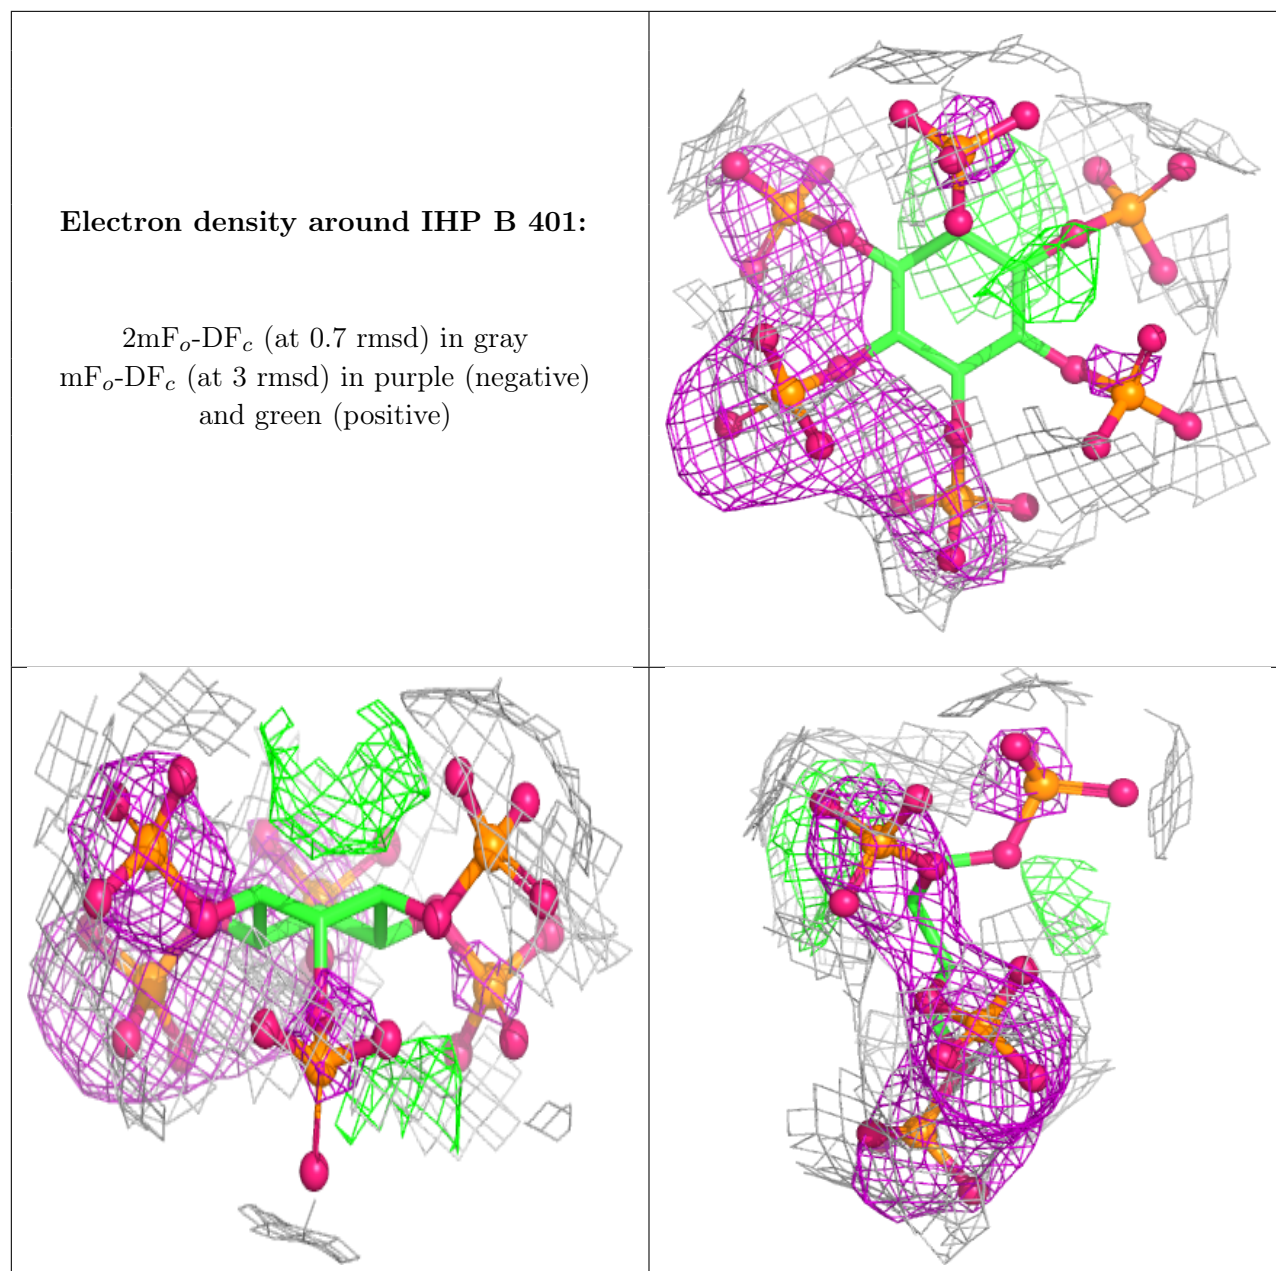 Electron density around IHP B 401:
2mFo-DFc (at 0.7 rmsd) in gray
mFo-DFc (at 3 rmsd) in purple (negative)
and green (positive)